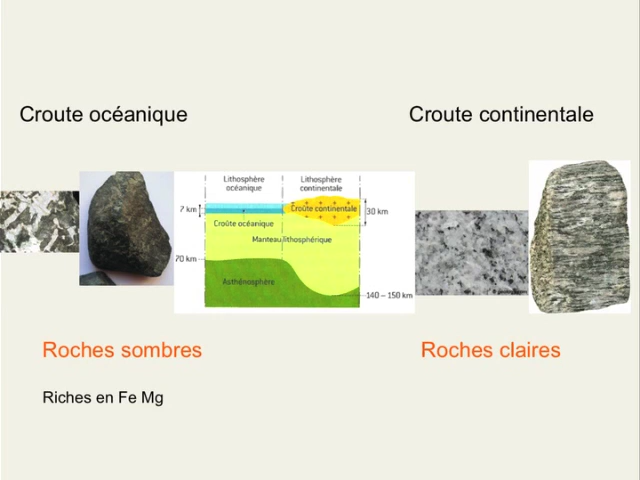 Croute océanique
Croute continentale
Lithosphère
océanique
Lithosphère
continentale
7 km
Croûte continentale
30 km
Croûte océanique
Manteau lithosphérique
70 km
Asthénosphère
140 – 150 km
Roches sombres
Roches claires
Riches en Fe Mg